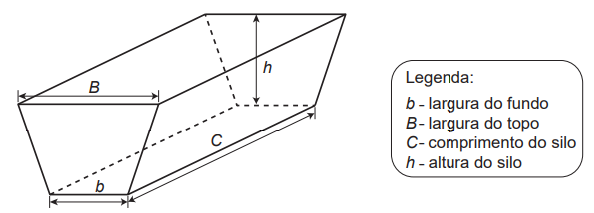 B
h
C
b
Legenda:
b - largura do fundo
B - largura do topo
C - comprimento do silo
h - altura do silo